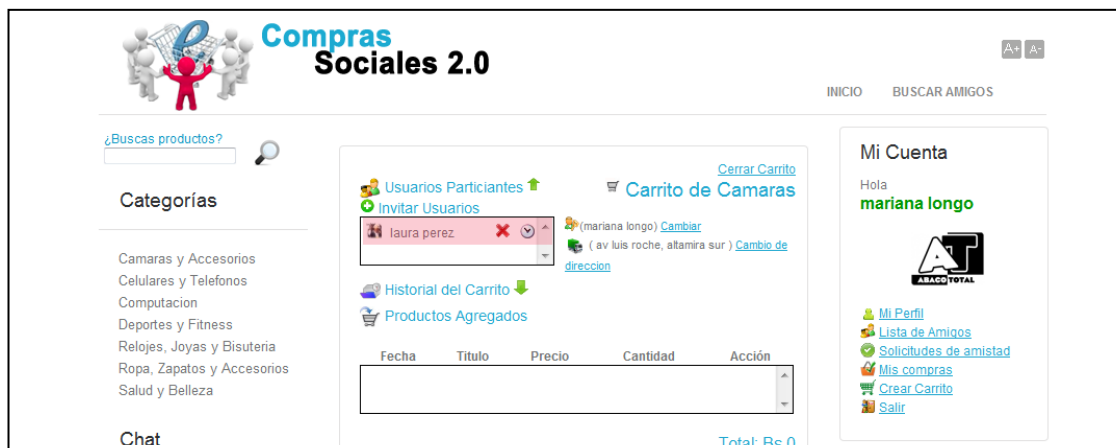 Compras
Sociales 2.0
A+ A-
INICIO BUSCAR AMIGOS
¿Buscas productos?
Categorías
Camaras y Accesorios
Celulares y Telefonos
Computacion
Deportes y Fitness
Relojes, Joyas y Bisuteria
Ropa, Zapatos y Accesorios
Salud y Belleza
Chat
Cerrar Carrito
Usuarios Particiantes
Carrito de Camaras
Invitar Usuarios
laura perez
(mariana longo) Cambiar
( av luis roche, altamira sur ) Cambio de
direccion
Historial del Carrito
Productos Agregados
Fecha Titulo Precio Cantidad Acción
Total: Bs 0
Mi Cuenta
Hola
mariana longo
AT
ABACO TOTAL
Mi Perfil
Lista de Amigos
Solicitudes de amistad
Mis compras
Crear Carrito
Salir